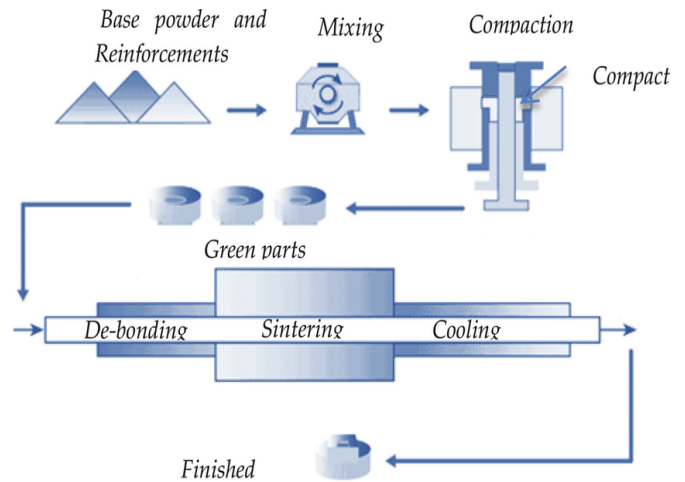 Base powder and
Reinforcements
Mixing
Compaction
Compact
Green parts
De-bonding
Sintering
Cooling
Finished